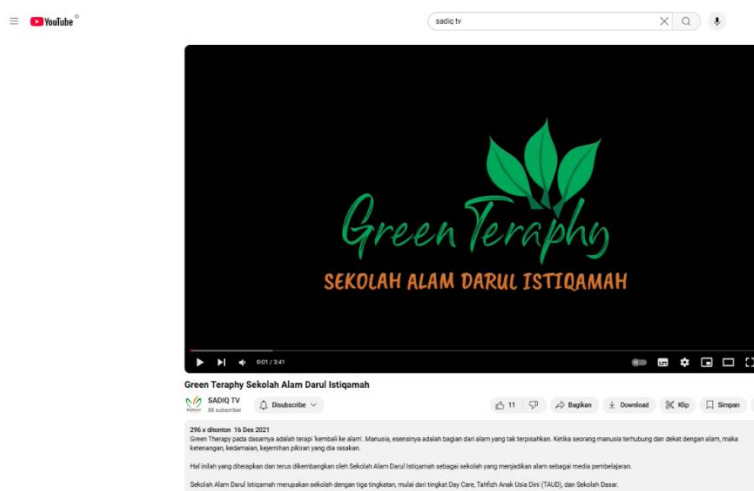 YouTube
sadiq tv
Green Teraphy
SEKOLAH ALAM DARUL ISTIQAMAH
0:01 / 3:41
Green Teraphy Sekolah Alam Darul Istiqamah
SADIQ TV
Disubscribe
11
Bagikan
Download
Klip
Simpan
88 subscriber
296 x ditonton 16 Des 2021
Green Therapy pada dasarnya adalah terapi 'kembali ke alam'. Manusia, esensinya adalah bagian dari alam yang tak terpisahkan. Ketika seorang manusia terhubung dan dekat dengan alam, maka
ketenangan, kedamaian, kejernihan pikiran yang dia rasakan.
Hal inilah yang diterapkan dan terus dikembangkan oleh Sekolah Alam Darul Istiqamah sebagai sekolah yang menjadikan alam sebagai media pembelajaran.
Sekolah Alam Darul Istiqamah merupakan sekolah dengan tiga tingkatan, mulai dari tingkat Day Care, Tahfizh Anak Usia Dini (TAUD), dan Sekolah Dasar.